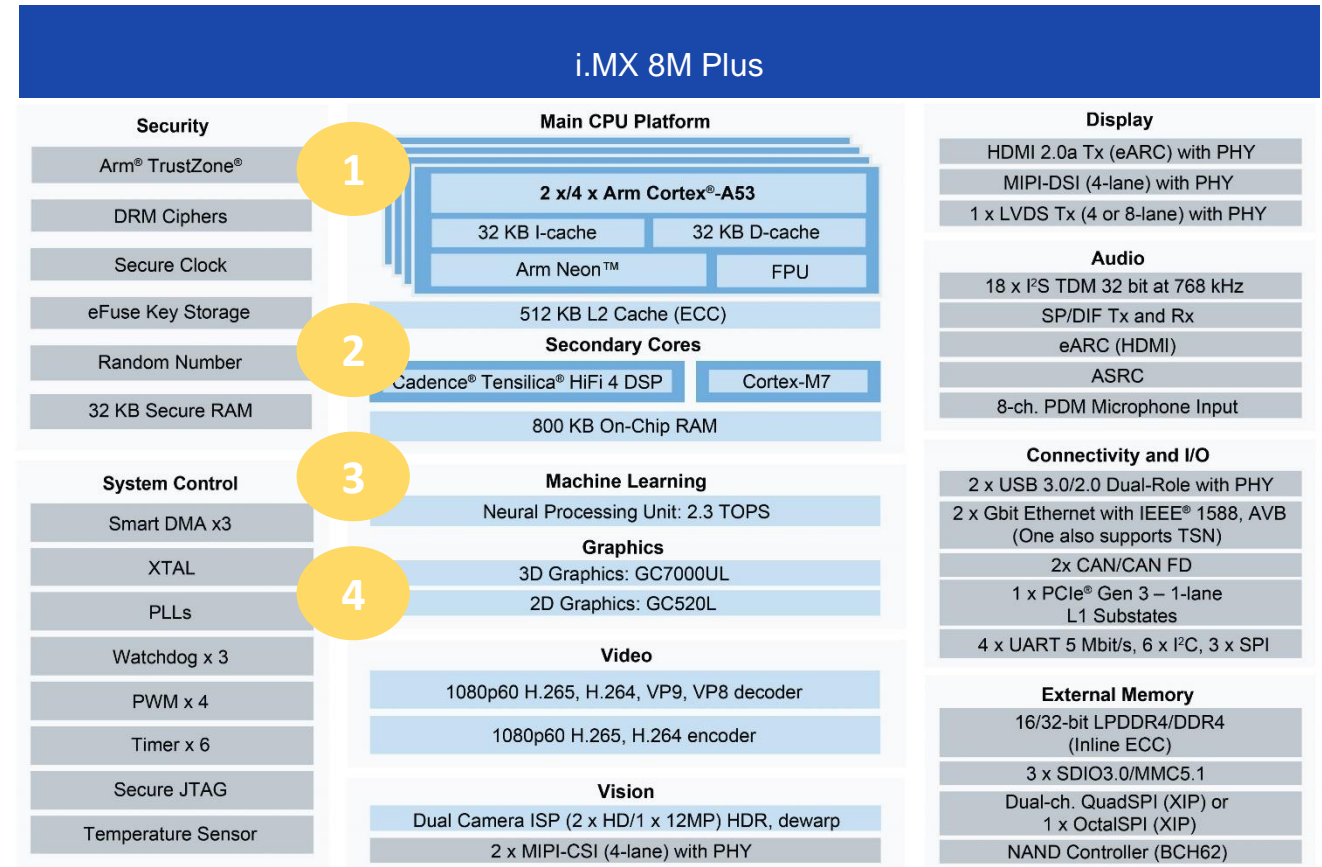 i.MX 8M Plus
Security
Arm® TrustZone®
DRM Ciphers
Secure Clock
eFuse Key Storage
Random Number
32 KB Secure RAM
System Control
Smart DMA x3
XTAL
PLLs
Watchdog x 3
PWM x 4
Timer x 6
Secure JTAG
Temperature Sensor
1
2
3
4
Main CPU Platform
2 x/4 x Arm Cortex®-A53
32 KB I-cache
32 KB D-cache
Arm Neon™
FPU
512 KB L2 Cache (ECC)
Secondary Cores
Cadence® Tensilica® HiFi 4 DSP
Cortex-M7
800 KB On-Chip RAM
Machine Learning
Neural Processing Unit: 2.3 TOPS
Graphics
3D Graphics: GC7000UL
2D Graphics: GC520L
Video
1080p60 H.265, H.264, VP9, VP8 decoder
1080p60 H.265, H.264 encoder
Vision
Dual Camera ISP (2 x HD/1 x 12MP) HDR, dewarp
2 x MIPI-CSI (4-lane) with PHY
Display
HDMI 2.0a Tx (eARC) with PHY
MIPI-DSI (4-lane) with PHY
1 x LVDS Tx (4 or 8-lane) with PHY
Audio
18 x I²S TDM 32 bit at 768 kHz
SP/DIF Tx and Rx
eARC (HDMI)
ASRC
8-ch. PDM Microphone Input
Connectivity and I/O
2 x USB 3.0/2.0 Dual-Role with PHY
2 x Gbit Ethernet with IEEE® 1588, AVB
(One also supports TSN)
2x CAN/CAN FD
1 x PCIe® Gen 3 – 1-lane
L1 Substates
4 x UART 5 Mbit/s, 6 x I²C, 3 x SPI
External Memory
16/32-bit LPDDR4/DDR4
(Inline ECC)
3 x SDIO3.0/MMC5.1
Dual-ch. QuadSPI (XIP) or
1 x OctalSPI (XIP)
NAND Controller (BCH62)